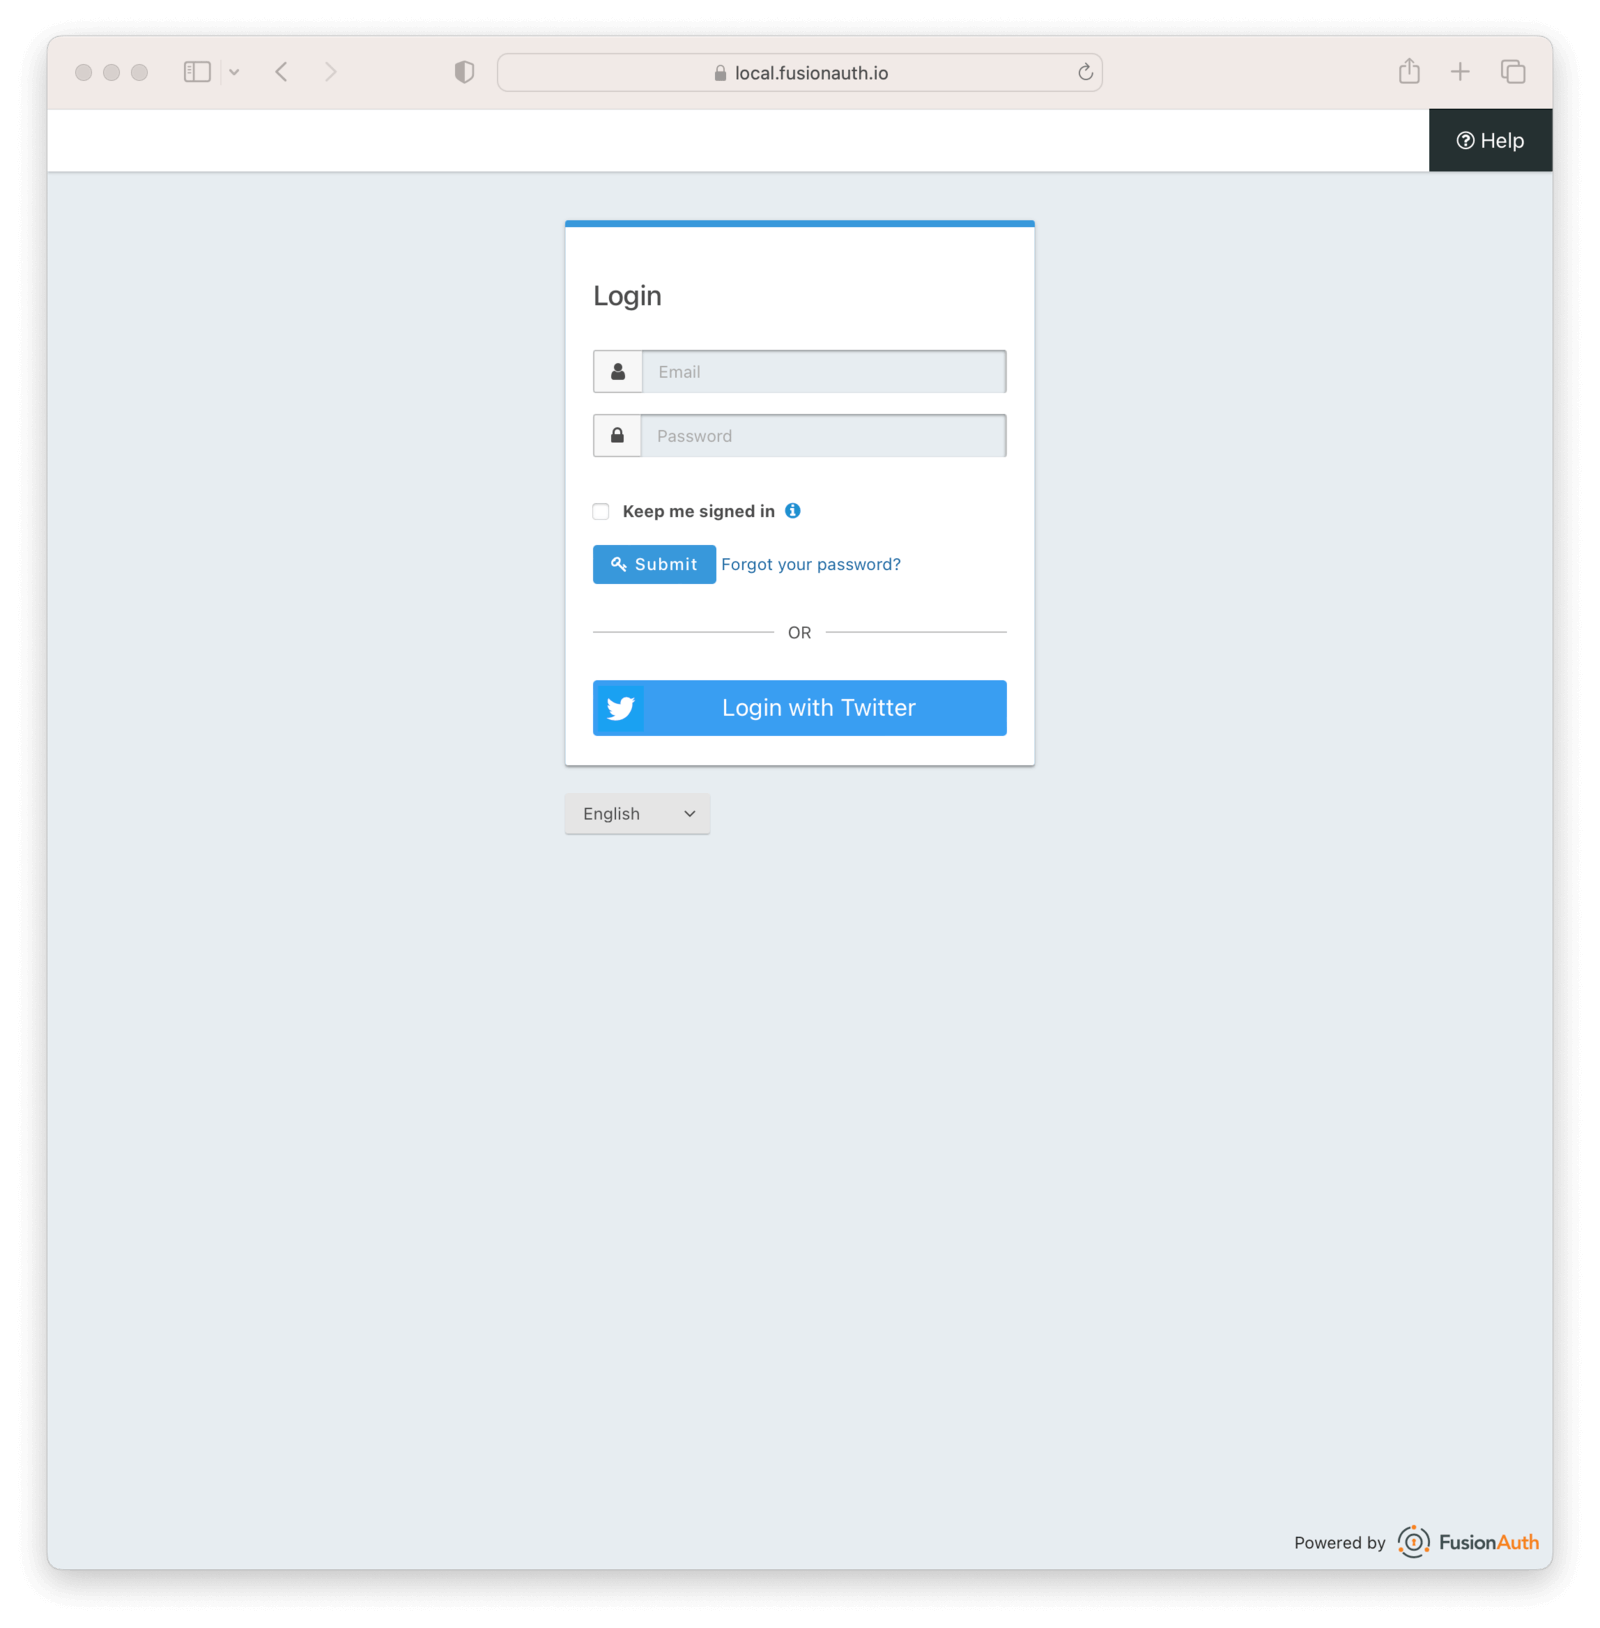 local.fusionauth.io
Help
Login
Email
Password
Keep me signed in
Submit Forgot your password?
OR
Login with Twitter
English
Powered by FusionAuth